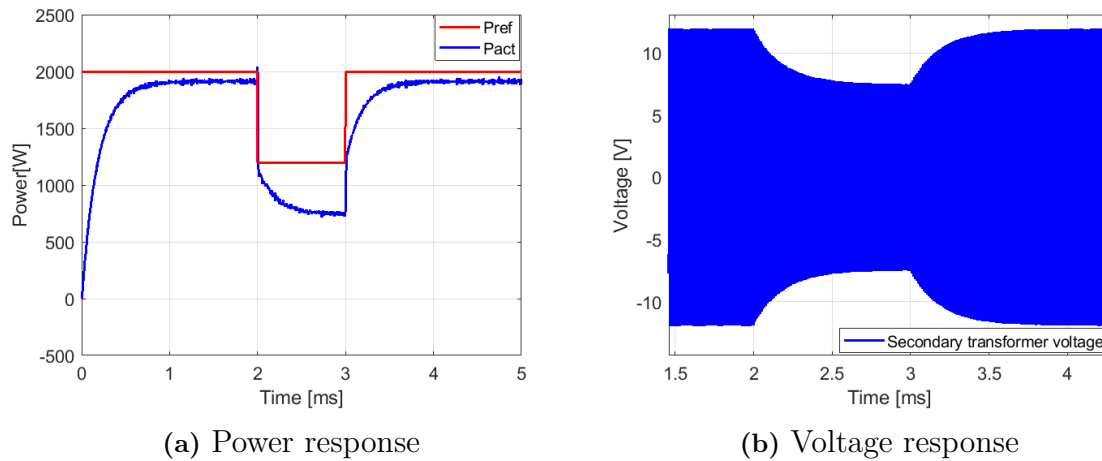 2500
2000
1500
1000
500
0
-500
Power[W]
Pref
Pact
0
1
2
3
4
5
Time [ms]
(a) Power response
10
5
0
-5
-10
Voltage [V]
Secondary transformer voltage
1.5
2
2.5
3
3.5
4
Time [ms]
(b) Voltage response